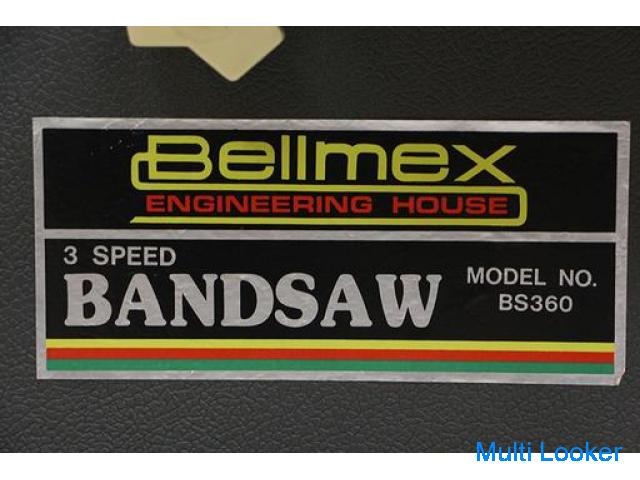 Bellmex
ENGINEERING HOUSE
3 SPEED
BANDSAW
MODEL NO.
BS360
Multi Looker